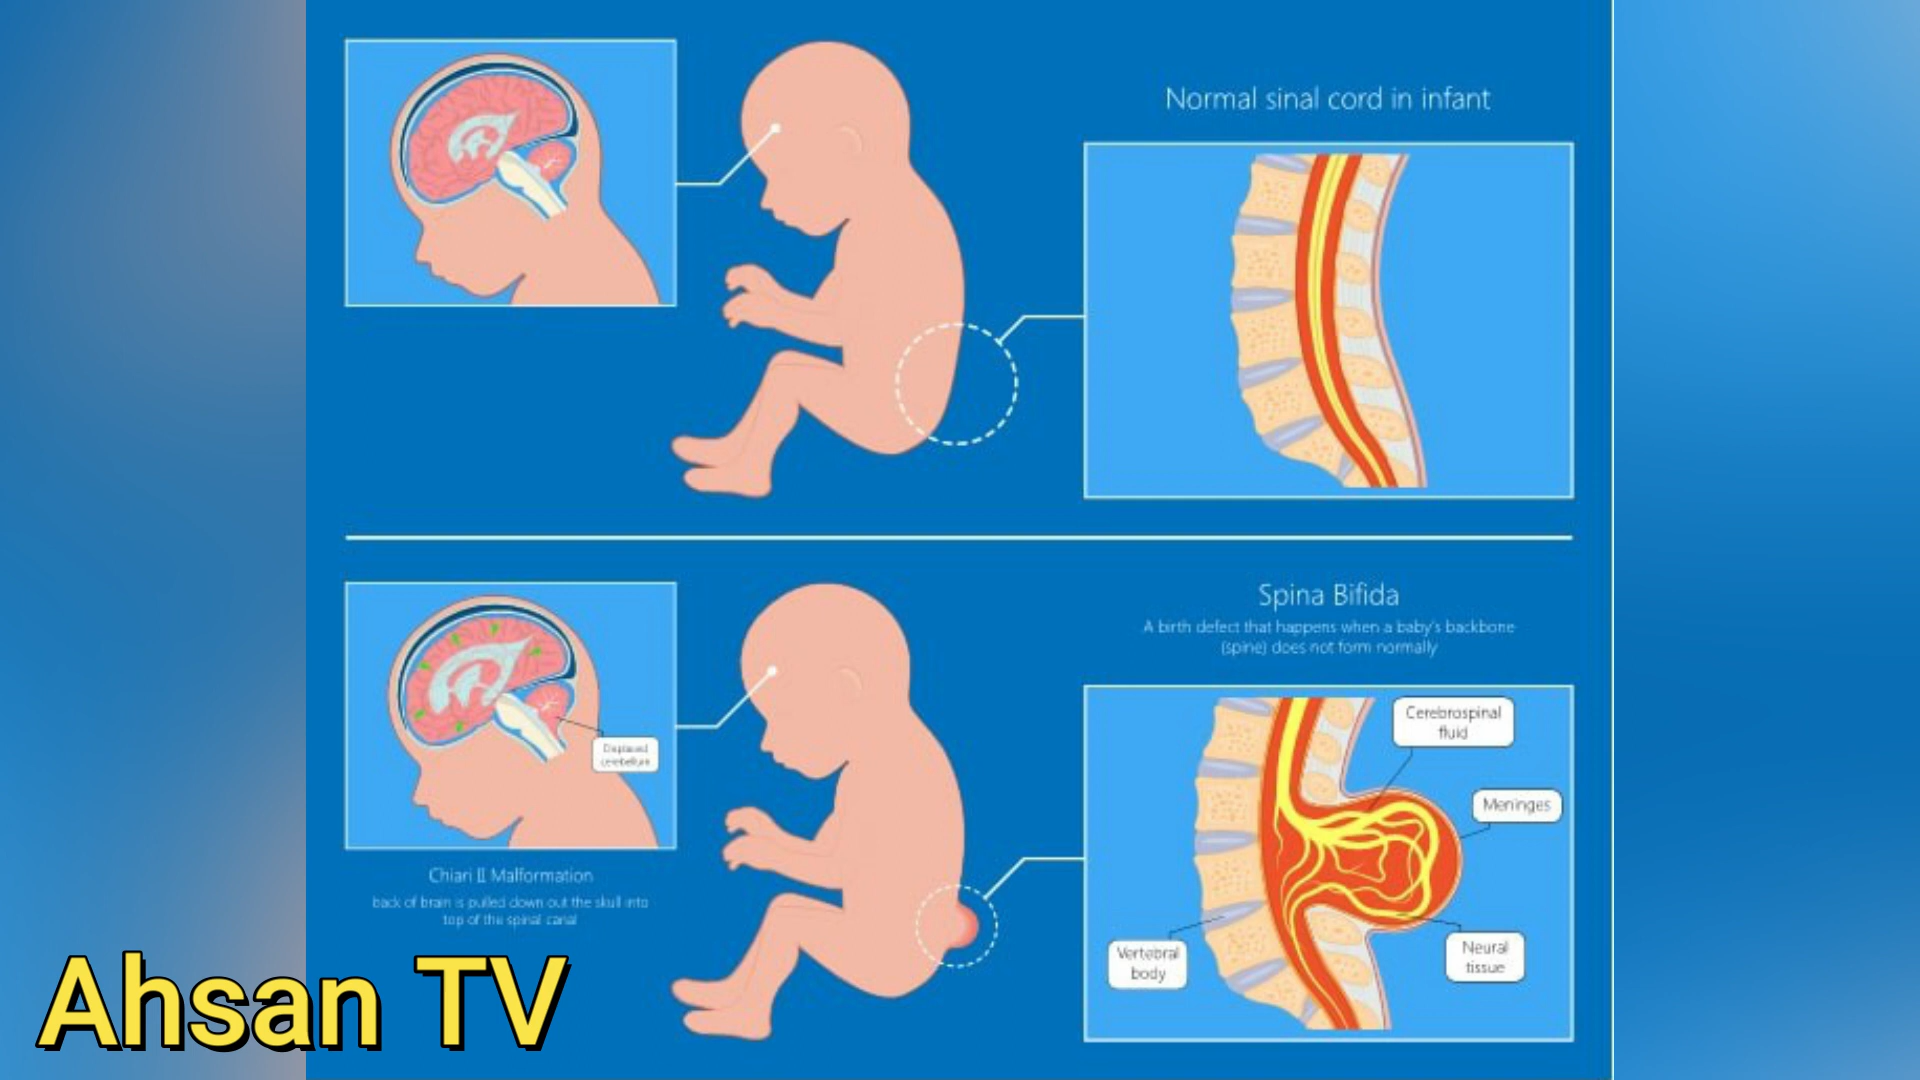 Normal sinal cord in infant
Spina Bifida
A birth defect that happens when a baby's backbone
(spine) does not form normally
Cerebrospinal
fluid
Meninges
Displaced
cerebellum
Chiari II Malformation
back of brain is pulled down out the skull into
top of the spinal canal
Vertebral
body
Neural
tissue
Ahsan TV